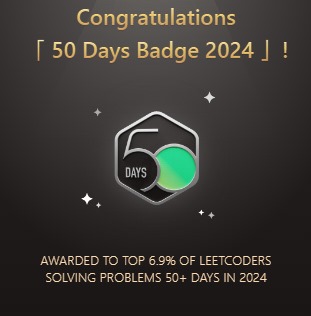 Congratulations
「 50 Days Badge 2024 」 !
50
DAYS
AWARDED TO TOP 6.9% OF LEETCODERS
SOLVING PROBLEMS 50+ DAYS IN 2024